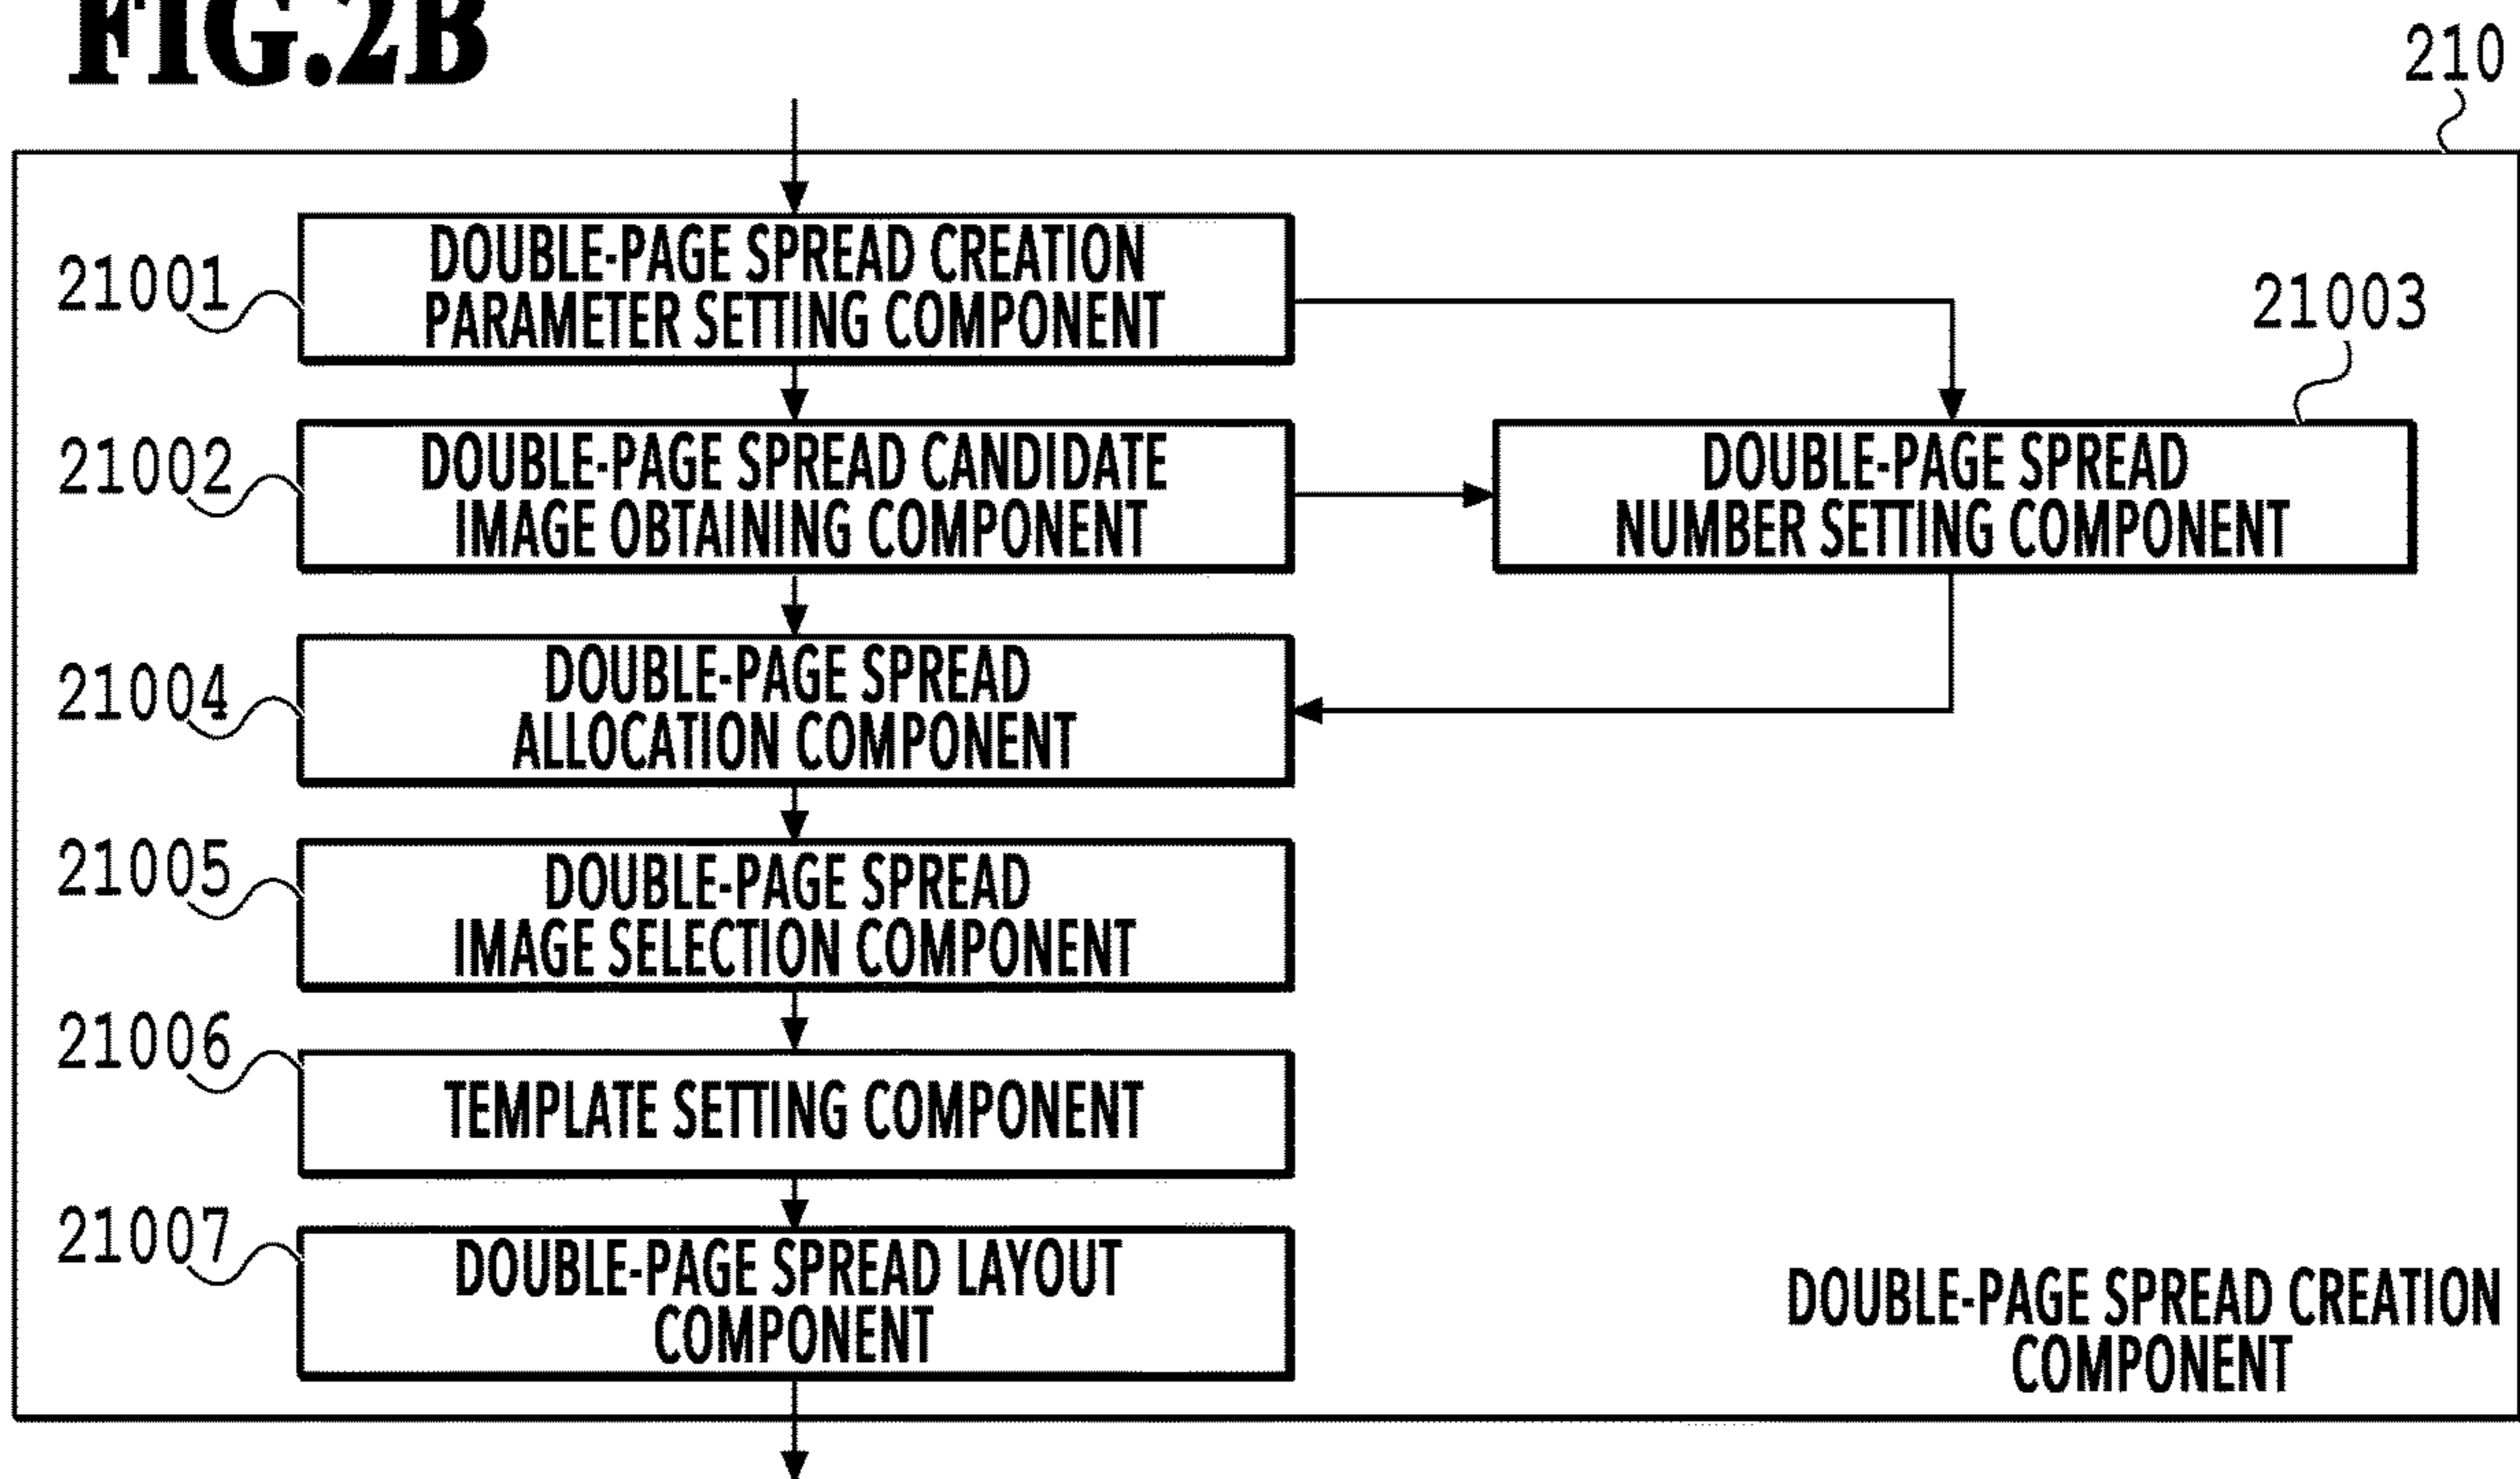 FIG.2B
210
21001
DOUBLE-PAGE SPREAD CREATION
PARAMETER SETTING COMPONENT
21002
DOUBLE-PAGE SPREAD CANDIDATE
IMAGE OBTAINING COMPONENT
21003
DOUBLE-PAGE SPREAD
NUMBER SETTING COMPONENT
21004
DOUBLE-PAGE SPREAD
ALLOCATION COMPONENT
21005
DOUBLE-PAGE SPREAD
IMAGE SELECTION COMPONENT
21006
TEMPLATE SETTING COMPONENT
21007
DOUBLE-PAGE SPREAD LAYOUT
COMPONENT
DOUBLE-PAGE SPREAD CREATION
COMPONENT